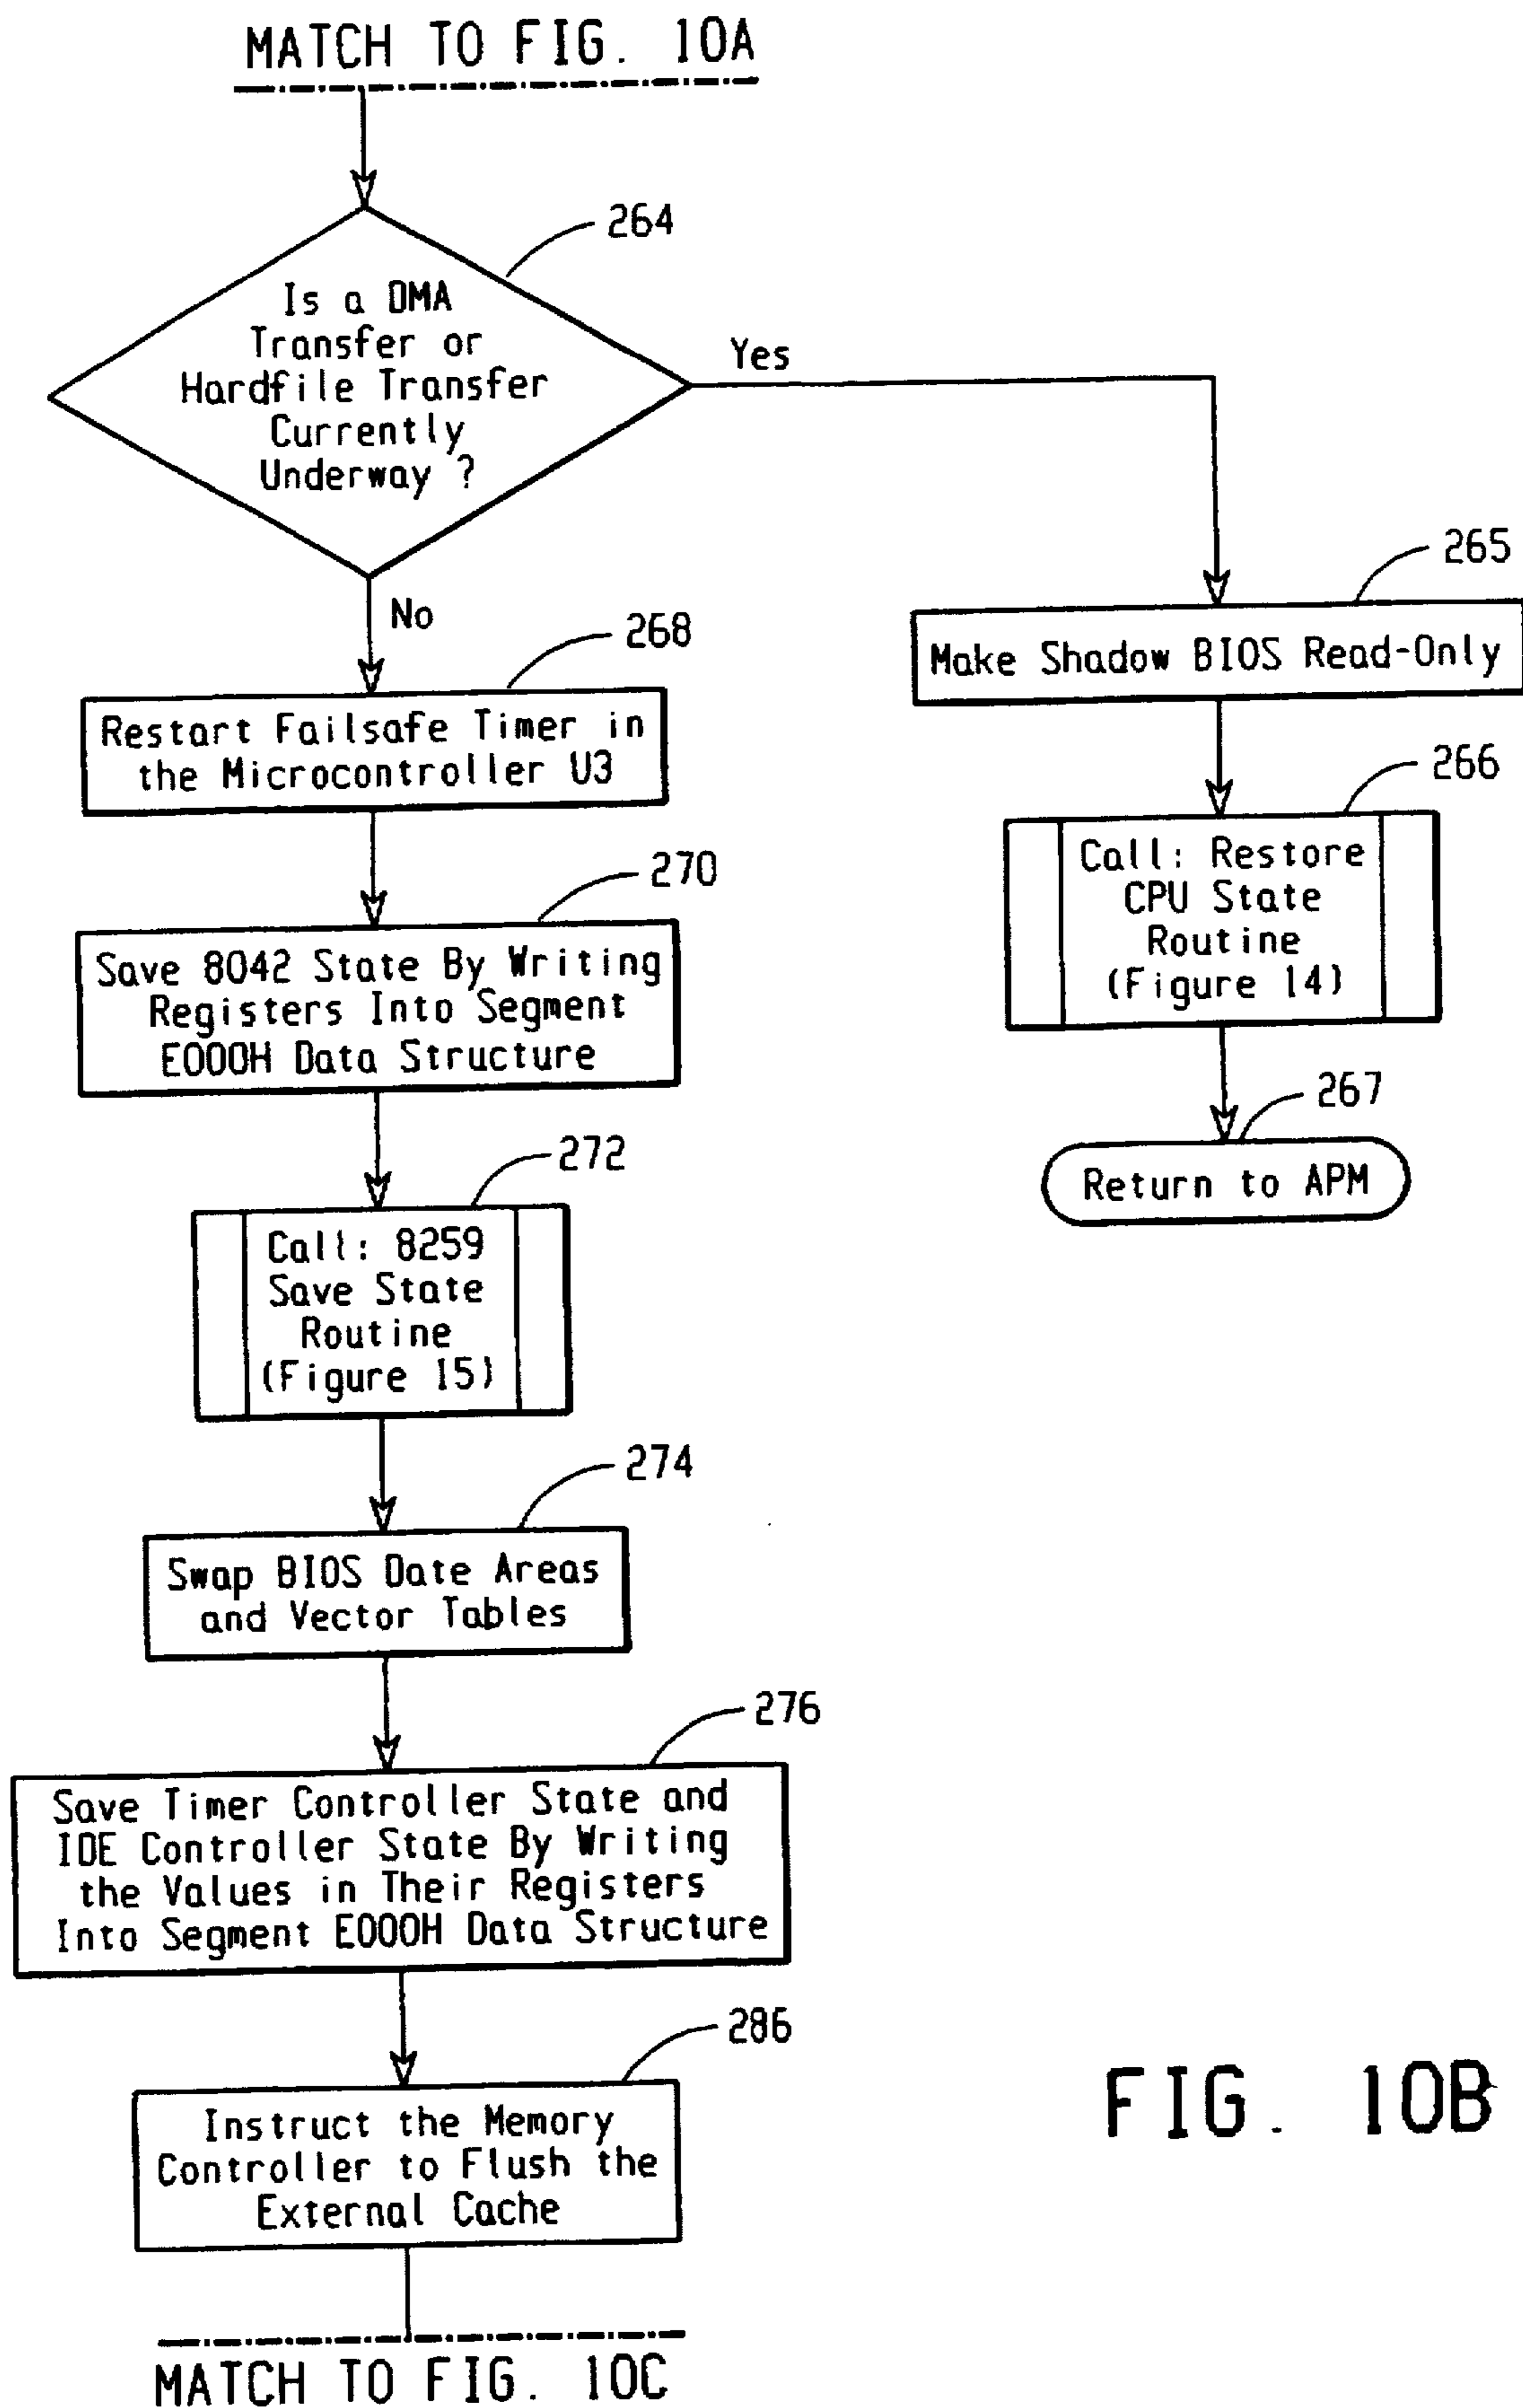 MATCH TO FIG. 10A
264
Is a DMA
Transfer or
Hardfile Transfer
Currently
Underway ?
Yes
No
265
Make Shadow BIOS Read-Only
268
Restart Failsafe Timer in
the Microcontroller U3
266
Call: Restore
CPU State
Routine
(Figure 14)
270
Save 8042 State By Writing
Registers Into Segment
E000H Data Structure
267
Return to APM
272
Call: 8259
Save State
Routine
(Figure 15)
274
Swap BIOS Date Areas
and Vector Tables
276
Save Timer Controller State and
IDE Controller State By Writing
the Values in Their Registers
Into Segment E000H Data Structure
286
Instruct the Memory
Controller to Flush the
External Cache
FIG. 10B
MATCH TO FIG. 10C